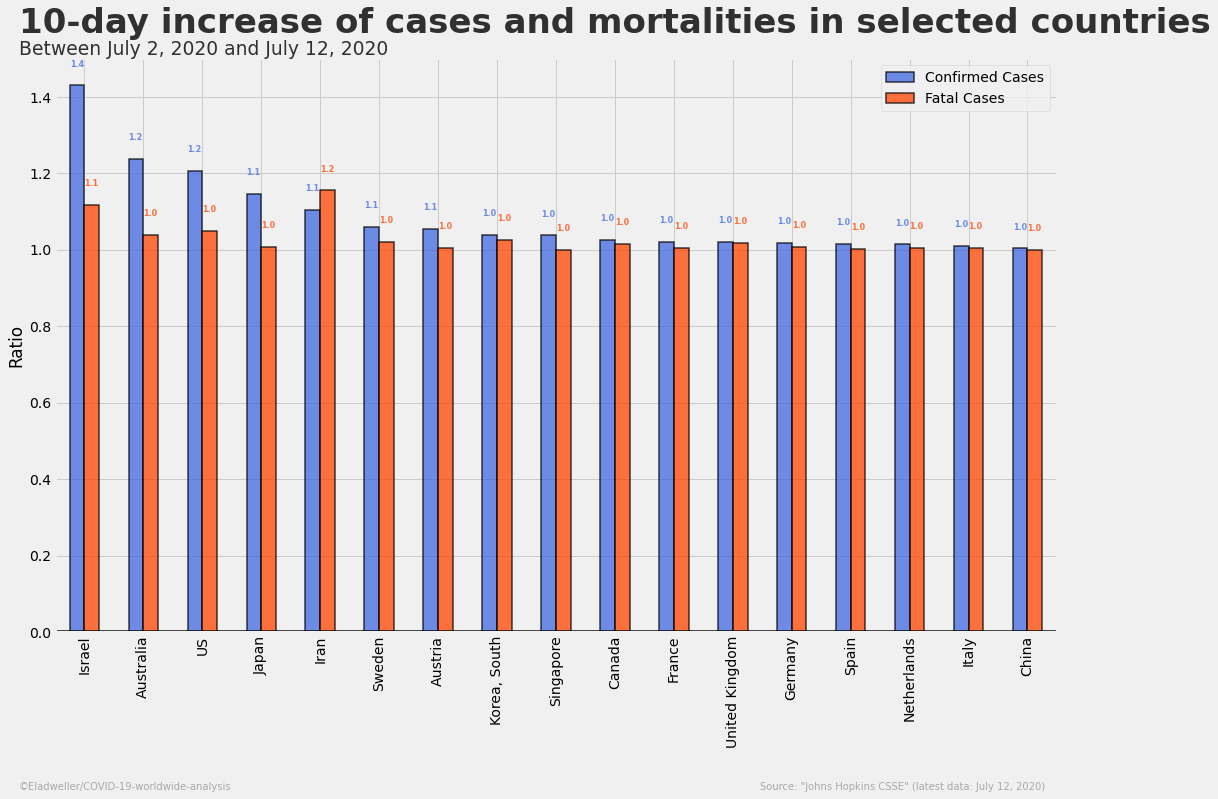 10-day increase of cases and mortalities in selected countries
Between July 2, 2020 and July 12, 2020
Confirmed Cases
Fatal Cases
Ratio
1.4
1.2
1.0
0.8
0.6
0.4
0.2
0.0
1.4 1.1
1.2 1.0
1.2 1.0
1.1 1.0
1.1 1.2
1.1 1.0
1.1 1.0
1.0 1.0
1.0 1.0
1.0 1.0
1.0 1.0
1.0 1.0
1.0 1.0
1.0 1.0
1.0 1.0
1.0 1.0
1.0 1.0
Israel
Australia
US
Japan
Iran
Sweden
Austria
Korea, South
Singapore
Canada
France
United Kingdom
Germany
Spain
Netherlands
Italy
China
©Eladweller/COVID-19-worldwide-analysis
Source: "Johns Hopkins CSSE" (latest data: July 12, 2020)